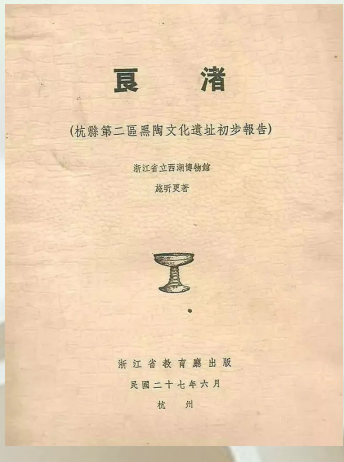 良渚
(杭縣第二區黑陶文化遺址初步報告)
浙江省立西湖博物館
施昕更著
浙江省教育廳出版
民國二十七年六月
杭州